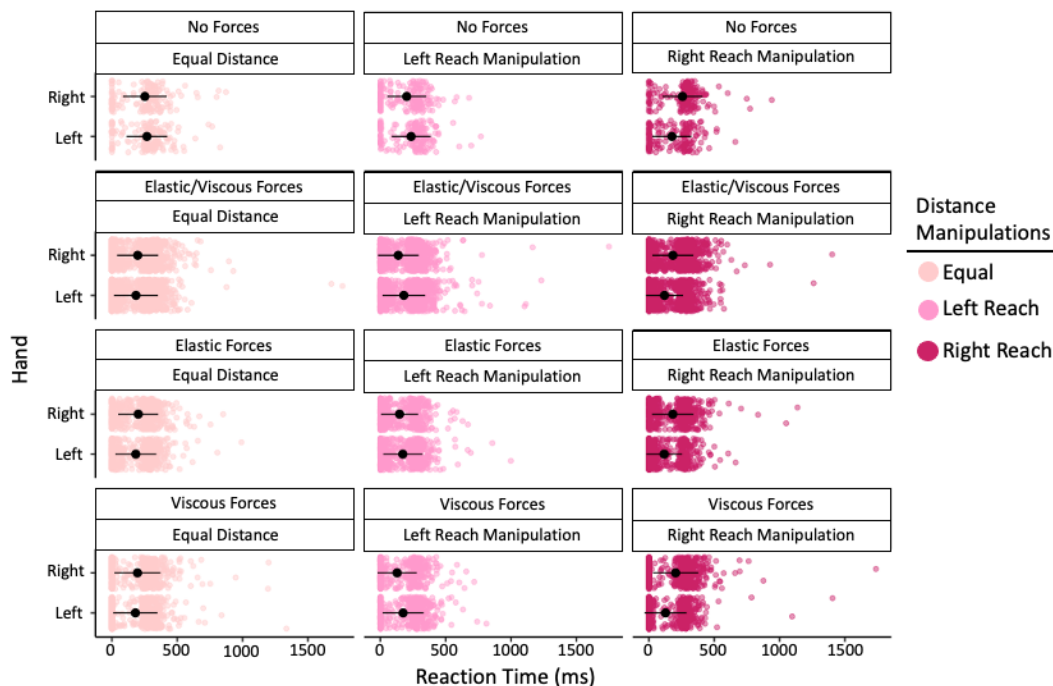 No Forces
No Forces
No Forces
Equal Distance
Left Reach Manipulation
Right Reach Manipulation
Right
Left
Elastic/Viscous Forces
Elastic/Viscous Forces
Elastic/Viscous Forces
Equal Distance
Left Reach Manipulation
Right Reach Manipulation
Right
Left
Distance
Manipulations
Equal
Left Reach
Right Reach
Hand
Elastic Forces
Elastic Forces
Elastic Forces
Equal Distance
Left Reach Manipulation
Right Reach Manipulation
Right
Left
Viscous Forces
Viscous Forces
Viscous Forces
Equal Distance
Left Reach Manipulation
Right Reach Manipulation
Right
Left
0 500 1000 1500
0 500 1000 1500
0 500 1000 1500
Reaction Time (ms)